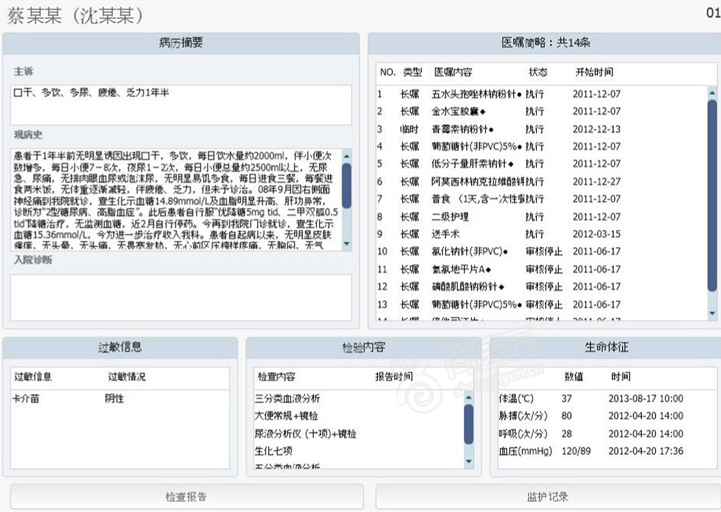 蔡某某（沈某某）
01
病历摘要
主诉
口干、多饮、多尿、疲倦、乏力1年半
现病史
患者于1年半前无明显诱因出现口干，多饮，每日饮水量约2000ml，伴小便次
数增多，每日小便7－8次，夜尿1－2次，每日小便总量约2500ml以上，无尿
急、尿痛，无排肉眼血尿或泡沫尿，无明显易饥多食，每日进食三餐，每餐进
食两米饭，无体重逐渐减轻，伴疲倦、乏力，但未予诊治。08年9月因右侧面
神经痛到我院就诊，查生化示血糖14.89mmol/L及血脂明显升高、肝功异常，
诊断为"2型糖尿病、高脂血症"。此后患者自行服"优降糖5mg tid、二甲双胍0.5
tid"降糖治疗，无监测血糖，近2月自行停药。今再到我院门诊就诊，查生化示
血糖15.36mmol/L，今为进一步治疗收入我科。患者自起病以来，无明显皮肤
瘙痒，无头晕，无头痛，无畏寒发热，无心前区压榨样疼痛，无胸闷，无气
入院诊断
医嘱简略：共14条
NO. 类型 医嘱内容 状态 开始时间
1 长嘱 五水头孢唑林钠粉针◆ 执行 2011-12-07
2 长嘱 金水宝胶囊◆ 执行 2011-12-07
3 临时 青霉素钠粉针◆ 执行 2012-12-13
4 长嘱 葡萄糖针(非PVC)5%◆ 执行 2011-12-07
5 长嘱 低分子量肝素钠针◆ 执行 2011-12-07
6 长嘱 阿莫西林钠克拉维酸钾 执行 2011-12-27
7 长嘱 普食 （1天,含一次性 执行 2011-12-07
8 长嘱 二级护理 执行 2011-12-07
9 长嘱 送手术 执行 2012-03-15
10 长嘱 氯化钠针(非PVC)◆ 审核停止 2011-06-17
11 长嘱 氨氯地平片A◆ 审核停止 2011-06-17
12 长嘱 磷酸肌酸钠粉针◆ 审核停止 2011-06-17
13 长嘱 葡萄糖针(非PVC)5%◆ 审核停止 2011-06-17
14 长嘱 审核停止 2011-06-17
过敏信息
过敏信息 过敏情况
卡介苗 阴性
检验内容
检查内容 报告时间
三分类血液分析
大便常规+镜检
尿液分析仪 (十项)+镜检
生化七项
五分类血液分析
生命体征
数值 时间
体温(℃) 37 2013-08-17 10:00
脉搏(次/分) 80 2012-04-20 14:00
呼吸(次/分) 28 2012-04-20 14:00
血压(mmHg) 120/89 2012-04-20 17:36
检查报告
监护记录